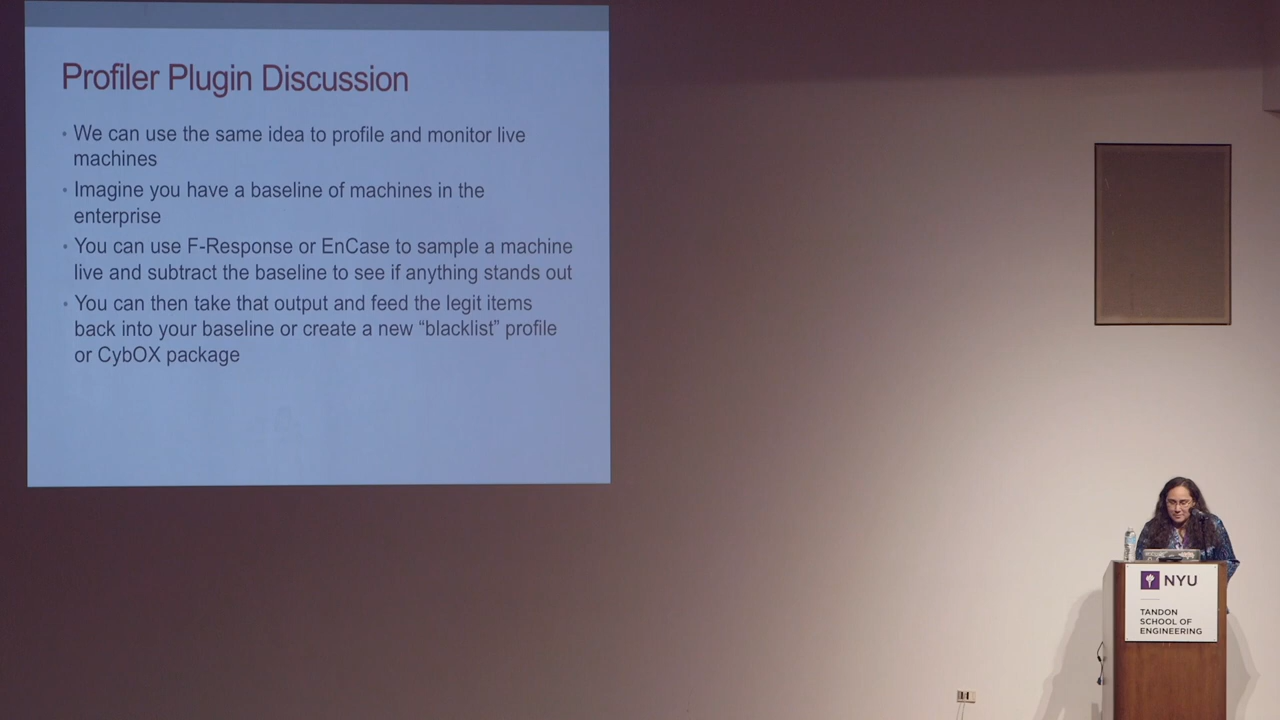 Profiler Plugin Discussion
• We can use the same idea to profile and monitor live
machines
• Imagine you have a baseline of machines in the
enterprise
• You can use F-Response or EnCase to sample a machine
live and subtract the baseline to see if anything stands out
• You can then take that output and feed the legit items
back into your baseline or create a new “blacklist” profile
or CybOX package
NYU
TANDON
SCHOOL OF
ENGINEERING